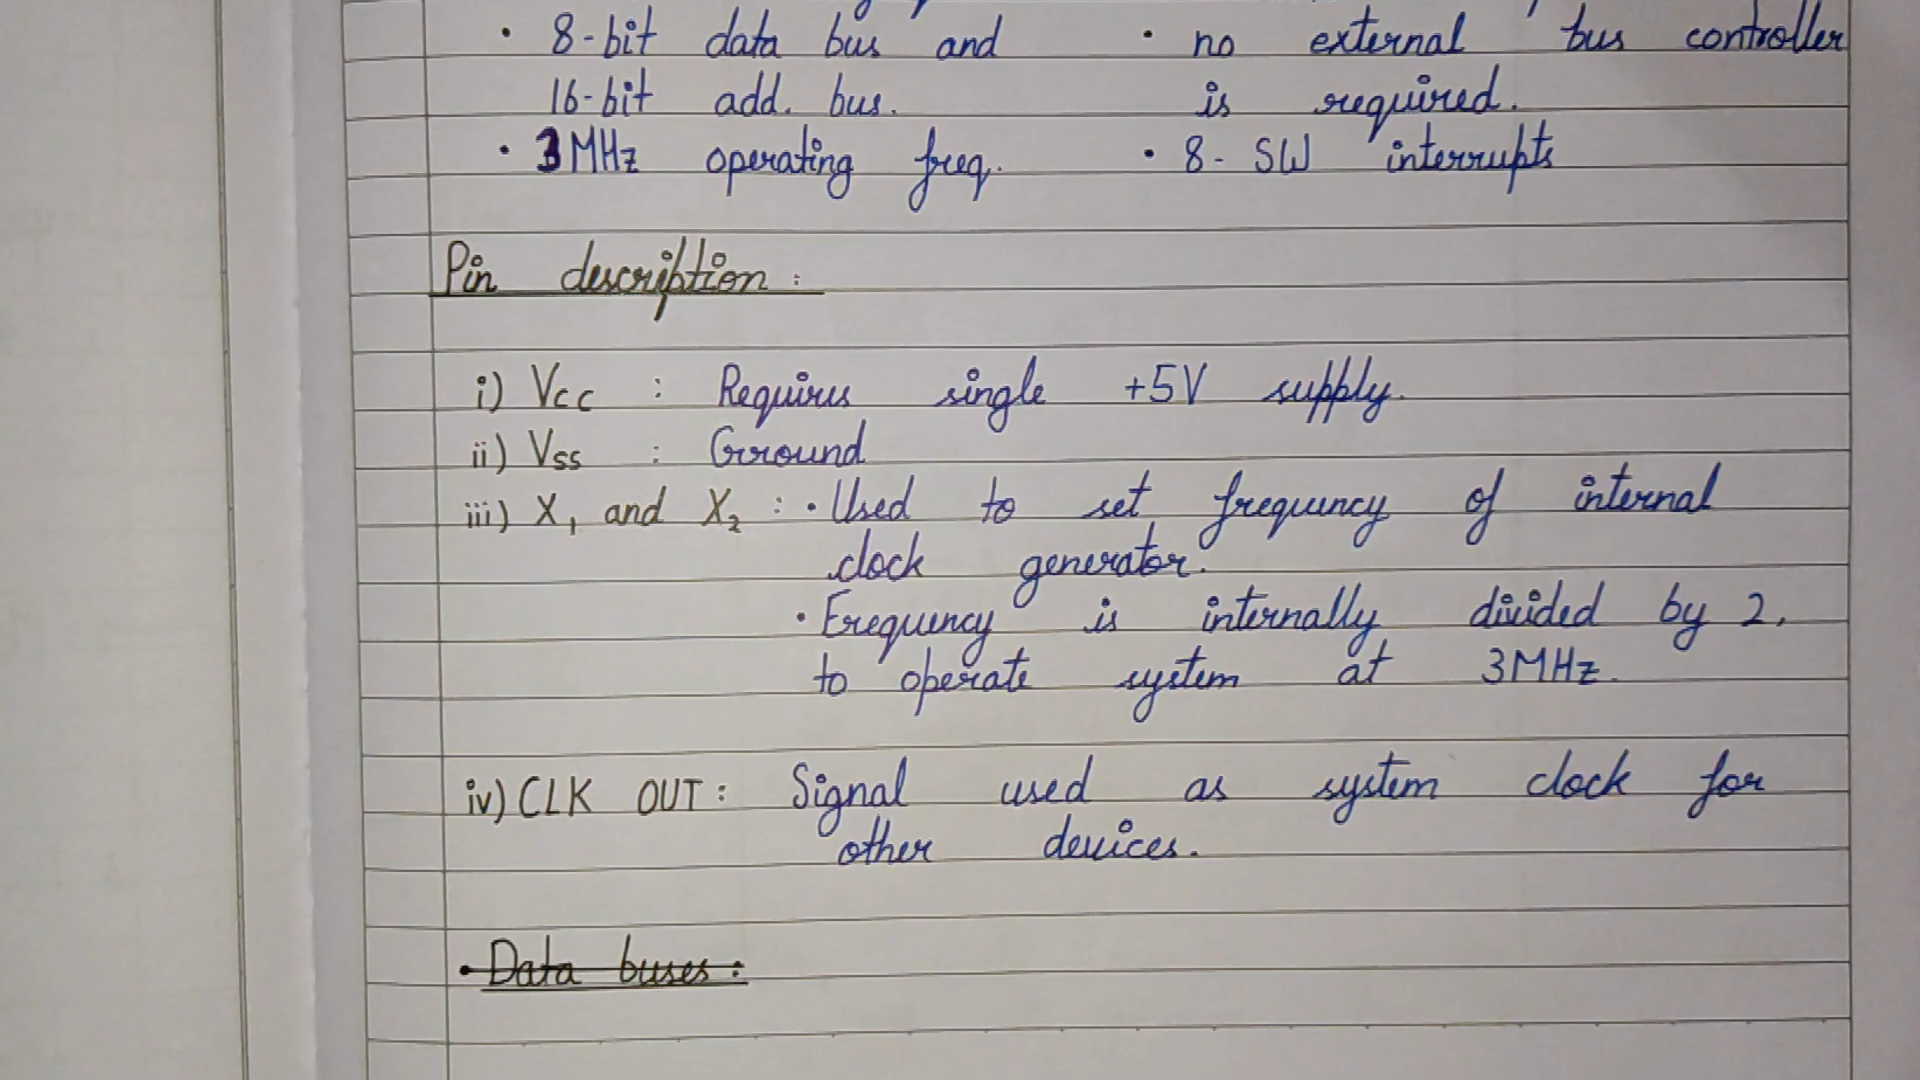 • 8-bit data bus and
16-bit add. bus.
• 3MHz operating freq.
• no external bus controller
is required.
• 8- SW interrupts
Pin description :
i) Vcc : Requires single +5V supply.
ii) Vss : Ground
iii) X₁ and X₂ : • Used to set frequency of internal
clock generator.
• Frequency is internally divided by 2,
to operate system at 3MHz.
iv) CLK OUT : Signal used as system clock for
other devices.
• Data buses :